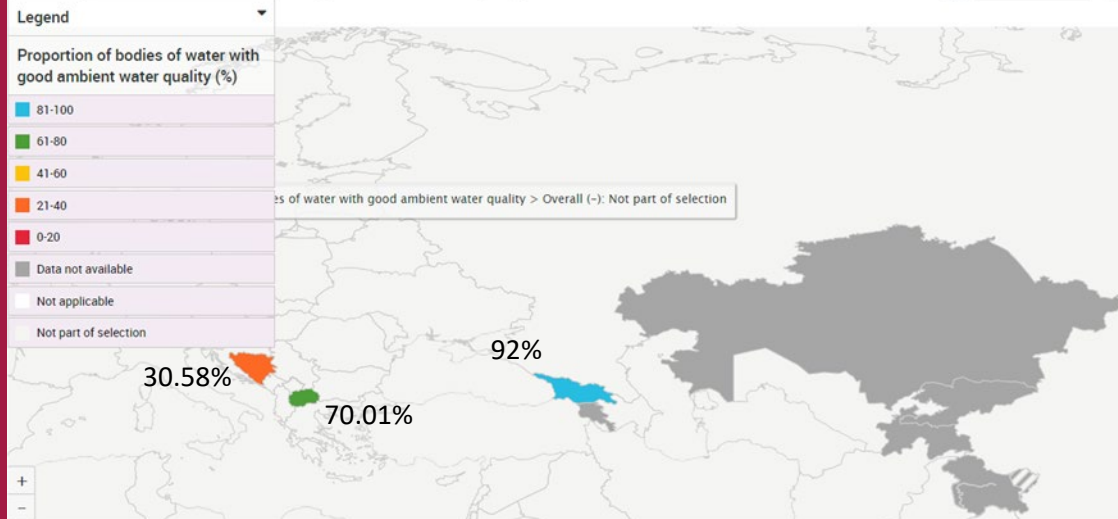 Legend
Proportion of bodies of water with
good ambient water quality (%)
81-100
61-80
41-60
21-40
0-20
Data not available
Not applicable
Not part of selection
es of water with good ambient water quality > Overall (-): Not part of selection
92%
30.58%
70.01%
+
−